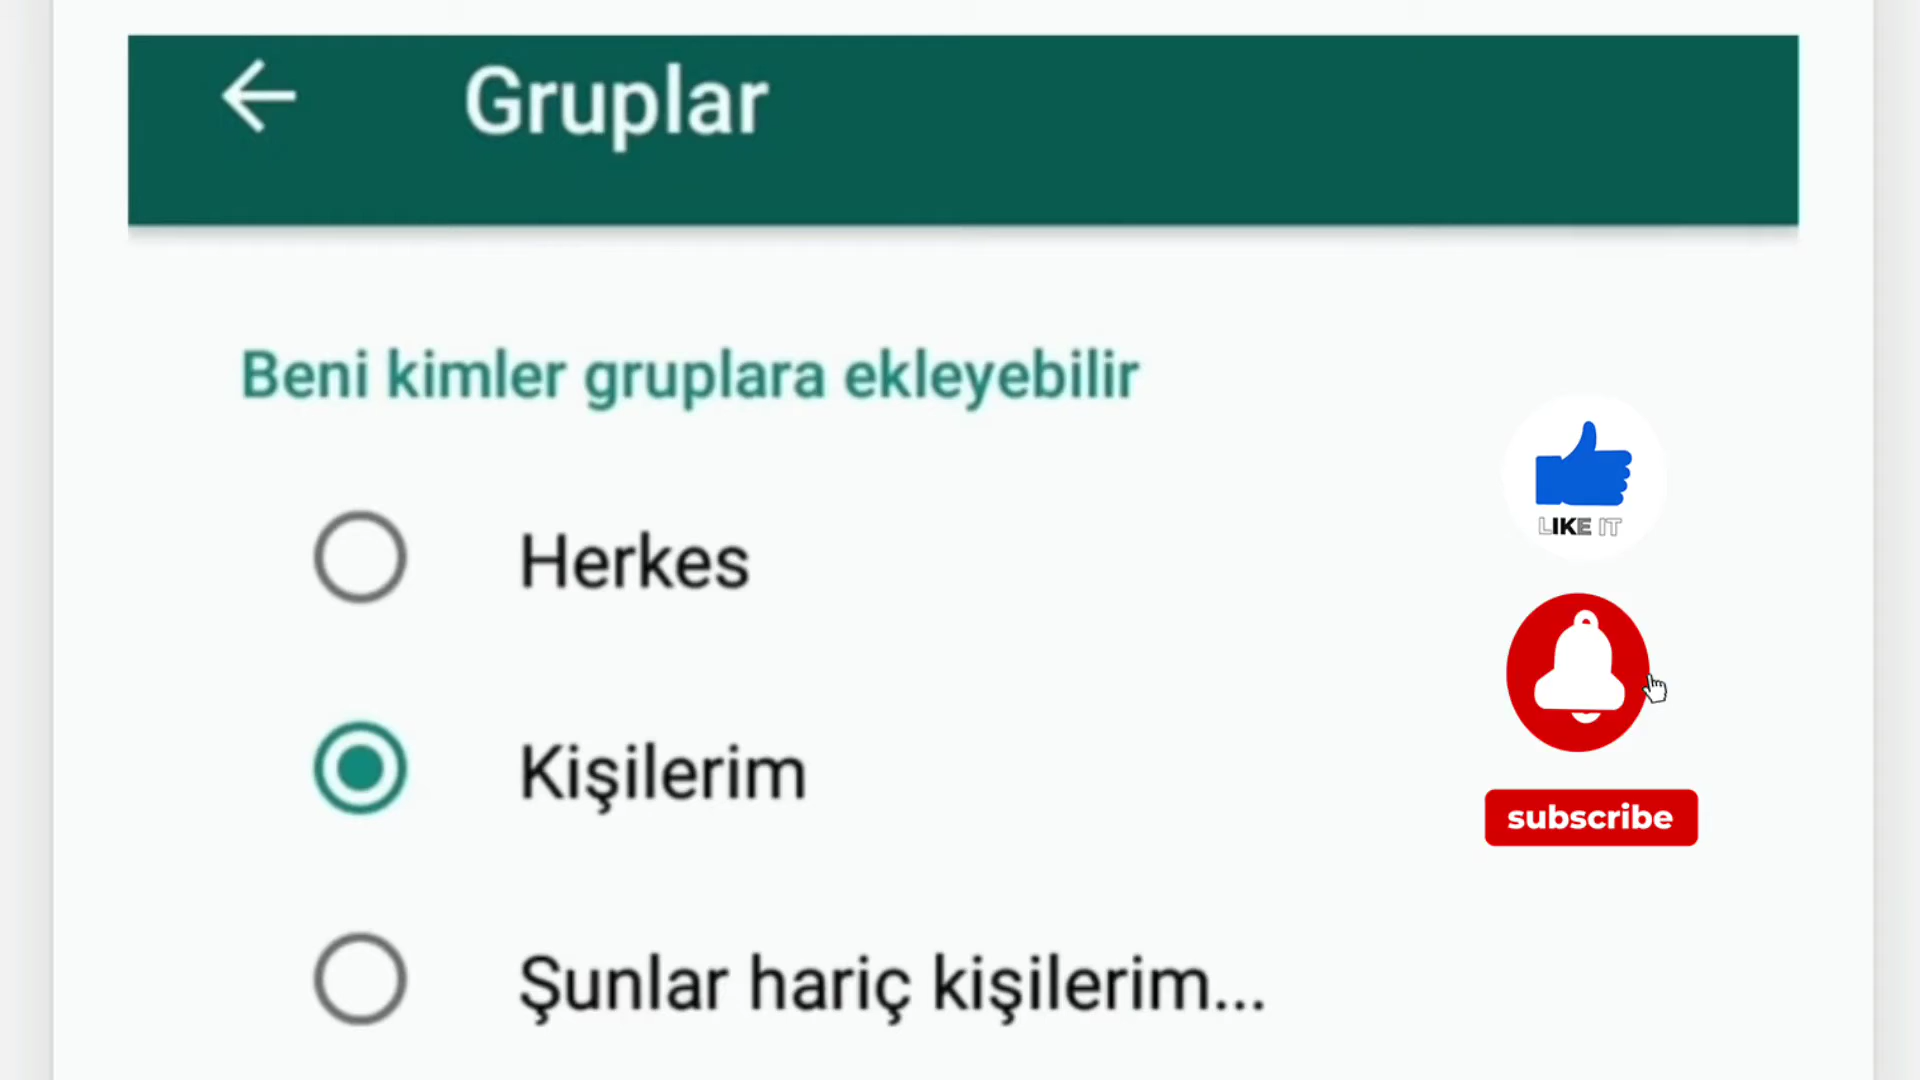 Gruplar
Beni kimler gruplara ekleyebilir
Herkes
Kişilerim
Şunlar hariç kişilerim...
LIKE IT
subscribe